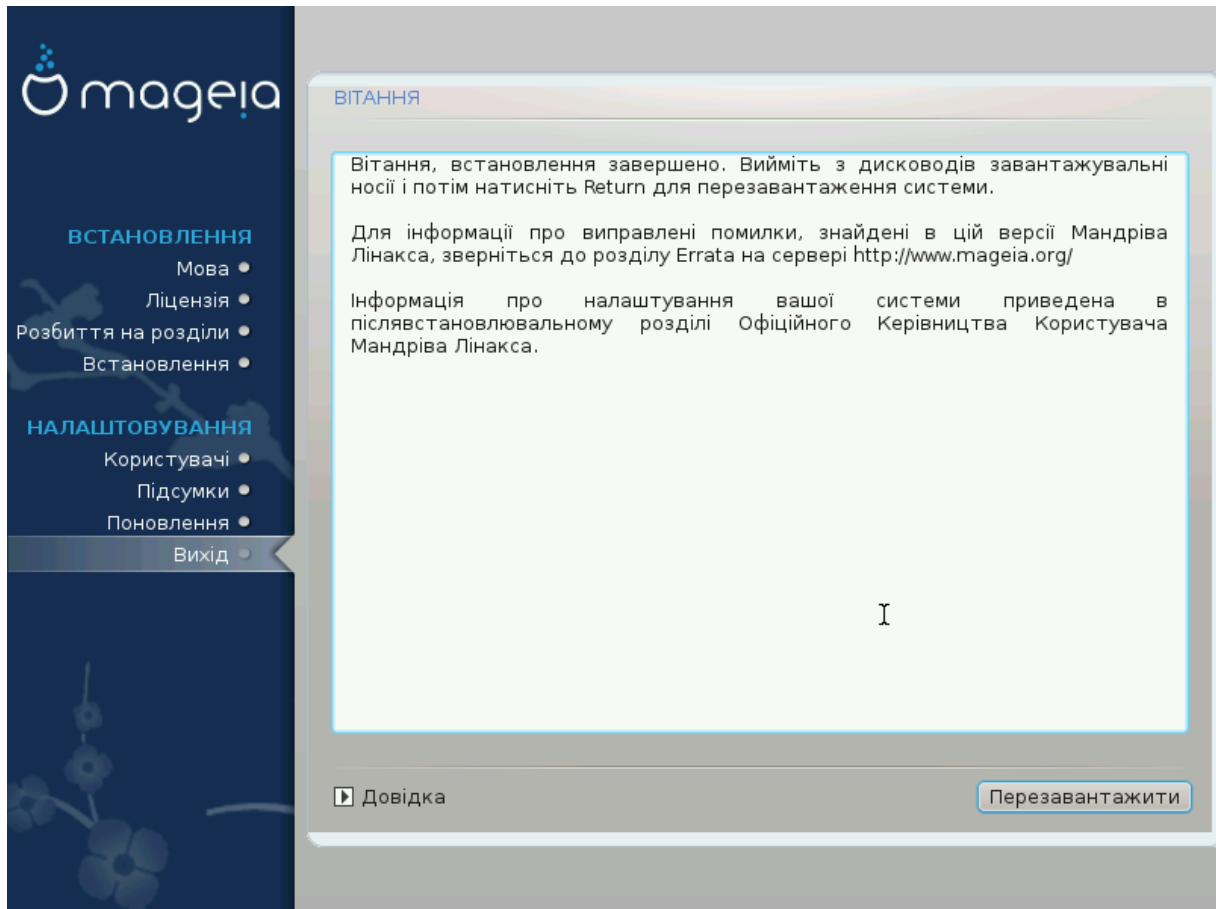 mageia
ВСТАНОВЛЕННЯ
Мова
Ліцензія
Розбиття на розділи
Встановлення
НАЛАШТОВУВАННЯ
Користувачі
Підсумки
Поновлення
Вихід
ВІТАННЯ
Вітання, встановлення завершено. Вийміть з дисководів завантажувальні
носії і потім натисніть Return для перезавантаження системи.
Для інформації про виправлені помилки, знайдені в цій версії Мандріва
Лінакса, зверніться до розділу Errata на сервері http://www.mageia.org/
Інформація про налаштування вашої системи приведена в
післявстановлювальному розділі Офіційного Керівництва Користувача
Мандріва Лінакса.
Довідка
Перезавантажити